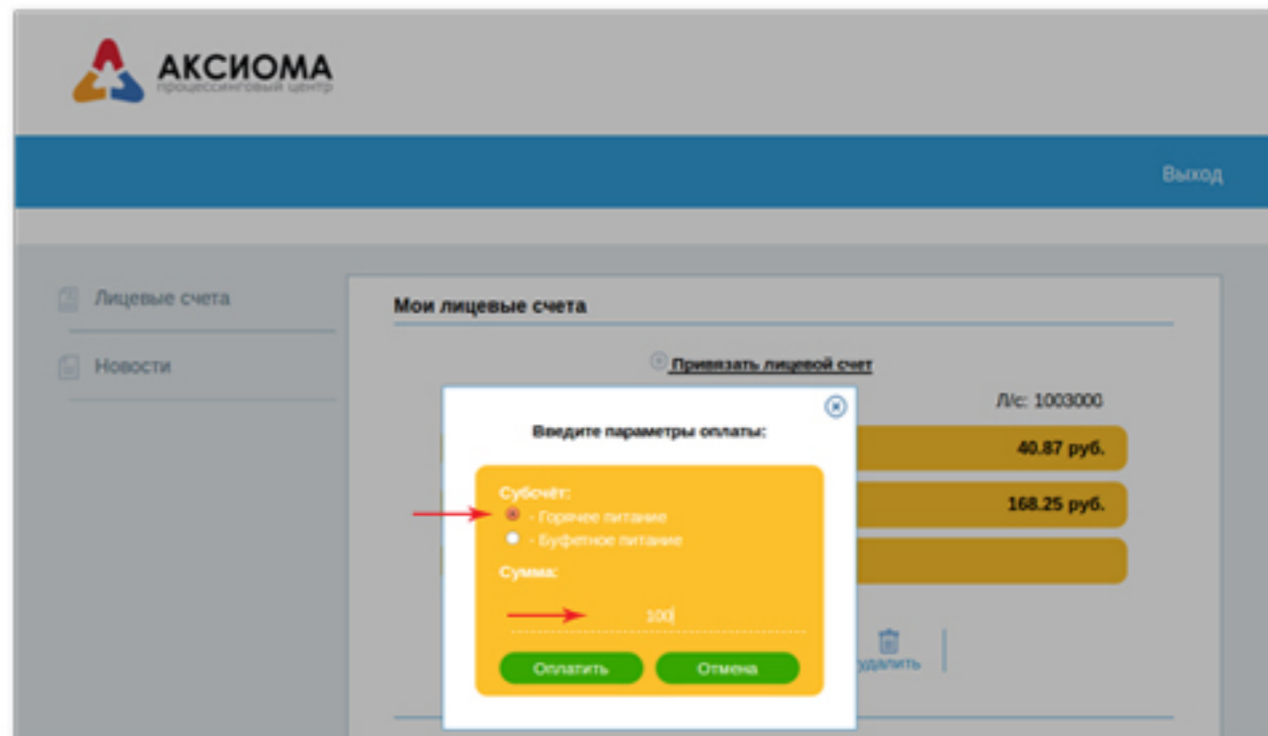 АКСИОМА
процессинговый центр
Выход
Лицевые счета
Новости
Мои лицевые счета
Привязать лицевой счет
Л/с: 1003000
40.87 руб.
168.25 руб.
Введите параметры оплаты:
Субсчёт:
- Горячее питание
- Буфетное питание
Сумма:
100
Оплатить
Отмена
удалить